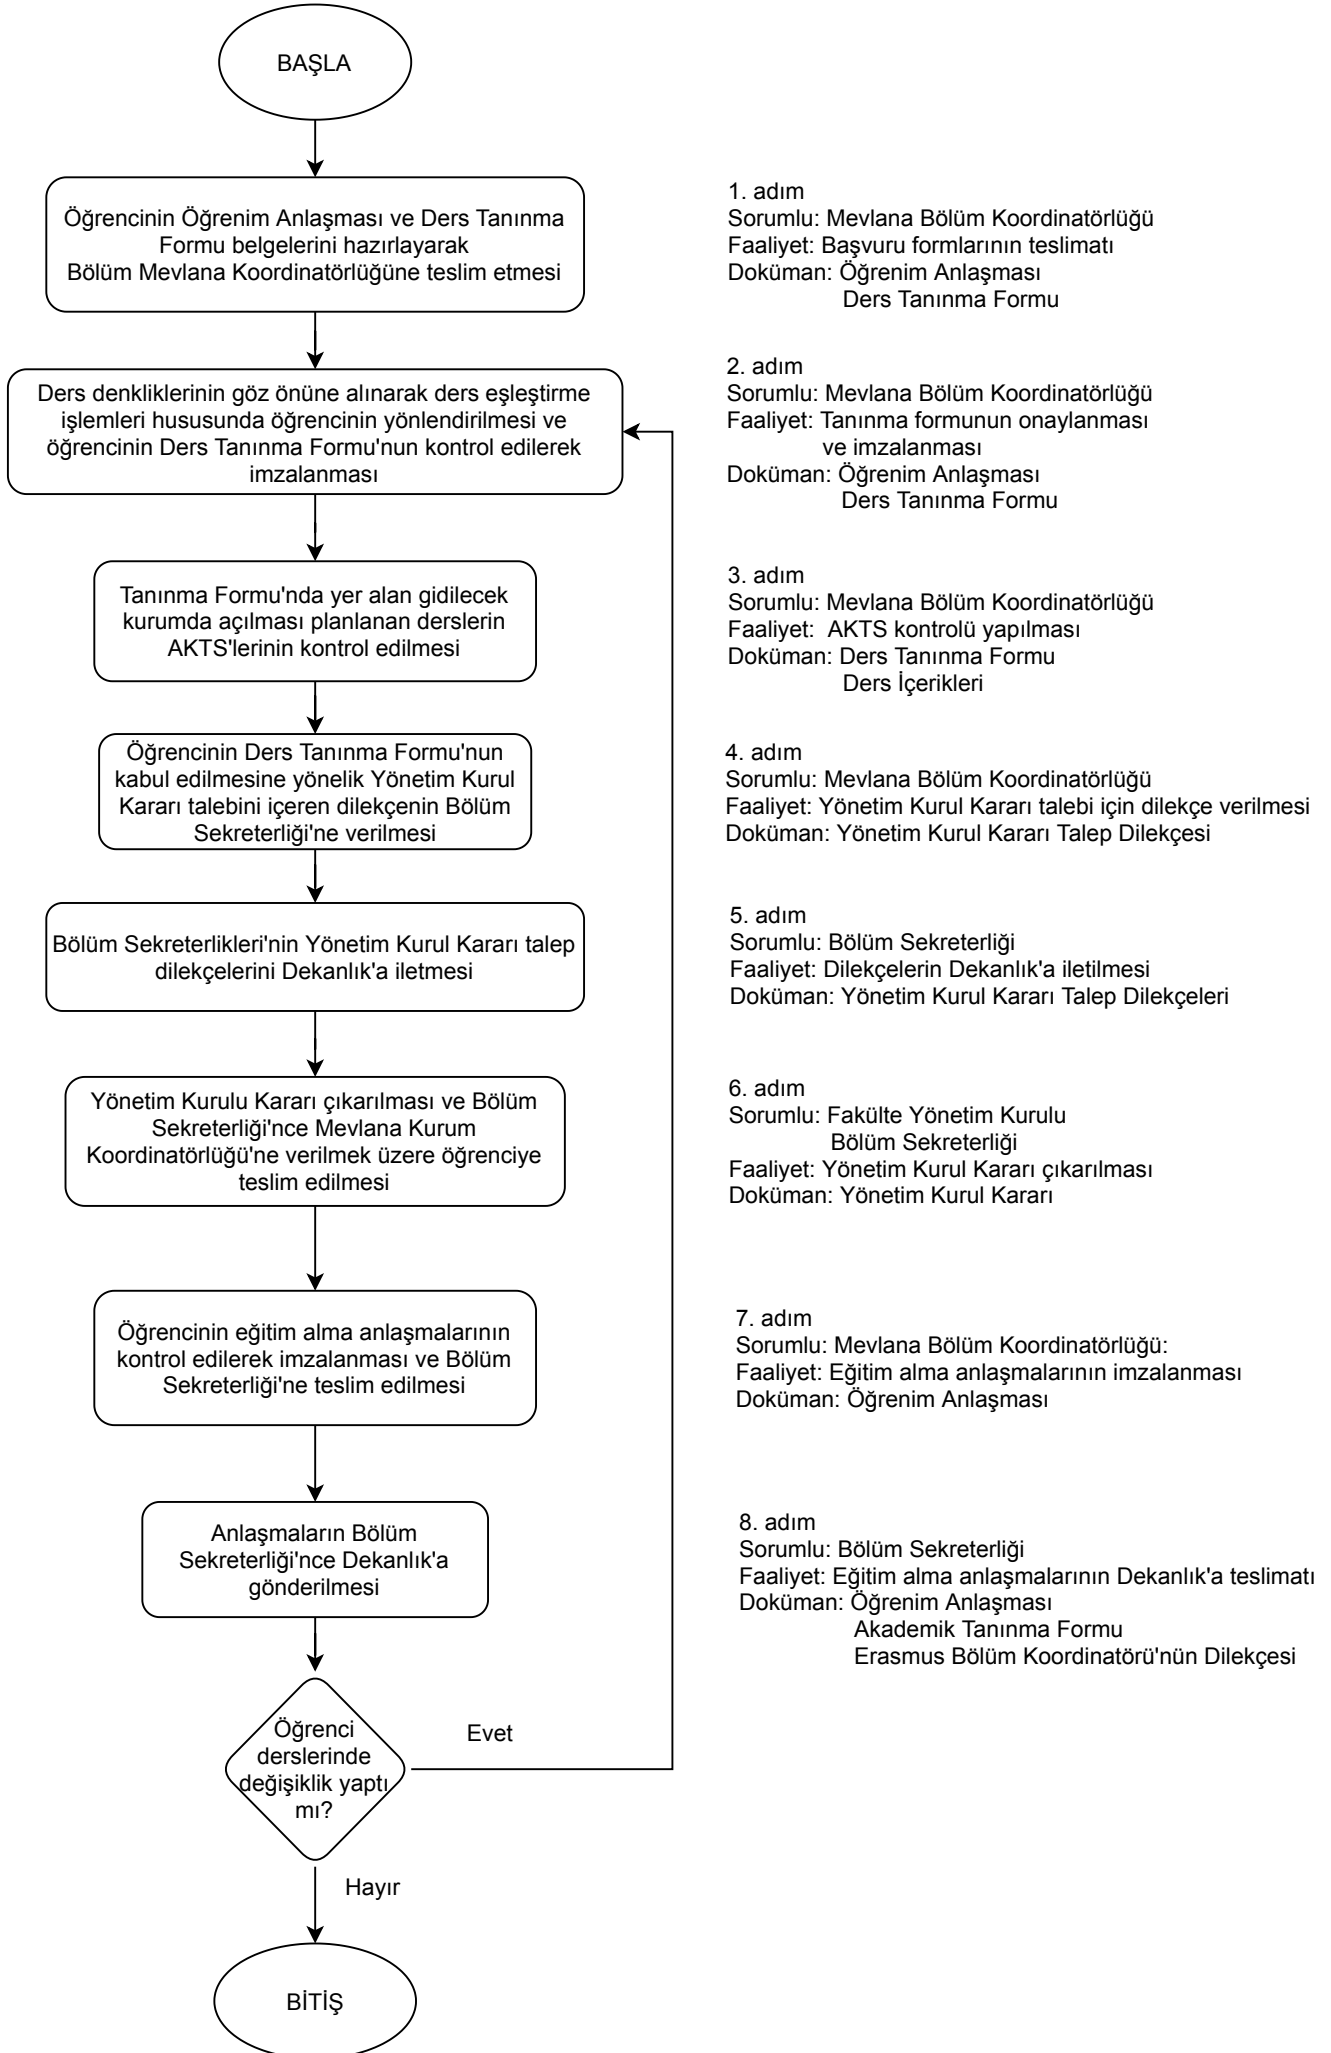 BAŞLA
Öğrencinin Öğrenim Anlaşması ve Ders Tanınma
Formu belgelerini hazırlayarak
Bölüm Mevlana Koordinatörlüğüne teslim etmesi
1. adım
Sorumlu: Mevlana Bölüm Koordinatörlüğü
Faaliyet: Başvuru formlarının teslimatı
Doküman: Öğrenim Anlaşması
Ders Tanınma Formu
Ders denkliklerinin göz önüne alınarak ders eşleştirme
işlemleri hususunda öğrencinin yönlendirilmesi ve
öğrencinin Ders Tanınma Formu'nun kontrol edilerek
imzalanması
2. adım
Sorumlu: Mevlana Bölüm Koordinatörlüğü
Faaliyet: Tanınma formunun onaylanması
ve imzalanması
Doküman: Öğrenim Anlaşması
Ders Tanınma Formu
Tanınma Formu'nda yer alan gidilecek
kurumda açılması planlanan derslerin
AKTS'lerinin kontrol edilmesi
3. adım
Sorumlu: Mevlana Bölüm Koordinatörlüğü
Faaliyet:  AKTS kontrolü yapılması
Doküman: Ders Tanınma Formu
Ders İçerikleri
Öğrencinin Ders Tanınma Formu'nun
kabul edilmesine yönelik Yönetim Kurul
Kararı talebini içeren dilekçenin Bölüm
Sekreterliği'ne verilmesi
4. adım
Sorumlu: Mevlana Bölüm Koordinatörlüğü
Faaliyet: Yönetim Kurul Kararı talebi için dilekçe verilmesi
Doküman: Yönetim Kurul Kararı Talep Dilekçesi
Bölüm Sekreterlikleri'nin Yönetim Kurul Kararı talep
dilekçelerini Dekanlık'a iletmesi
5. adım
Sorumlu: Bölüm Sekreterliği
Faaliyet: Dilekçelerin Dekanlık'a iletilmesi
Doküman: Yönetim Kurul Kararı Talep Dilekçeleri
Yönetim Kurulu Kararı çıkarılması ve Bölüm
Sekreterliği'nce Mevlana Kurum
Koordinatörlüğü'ne verilmek üzere öğrenciye
teslim edilmesi
6. adım
Sorumlu: Fakülte Yönetim Kurulu
Bölüm Sekreterliği
Faaliyet: Yönetim Kurul Kararı çıkarılması
Doküman: Yönetim Kurul Kararı
Öğrencinin eğitim alma anlaşmalarının
kontrol edilerek imzalanması ve Bölüm
Sekreterliği'ne teslim edilmesi
7. adım
Sorumlu: Mevlana Bölüm Koordinatörlüğü:
Faaliyet: Eğitim alma anlaşmalarının imzalanması
Doküman: Öğrenim Anlaşması
Anlaşmaların Bölüm
Sekreterliği'nce Dekanlık'a
gönderilmesi
8. adım
Sorumlu: Bölüm Sekreterliği
Faaliyet: Eğitim alma anlaşmalarının Dekanlık'a teslimatı
Doküman: Öğrenim Anlaşması
Akademik Tanınma Formu
Erasmus Bölüm Koordinatörü'nün Dilekçesi
Öğrenci
derslerinde
değişiklik yaptı
mı?
Evet
Hayır
BİTİŞ